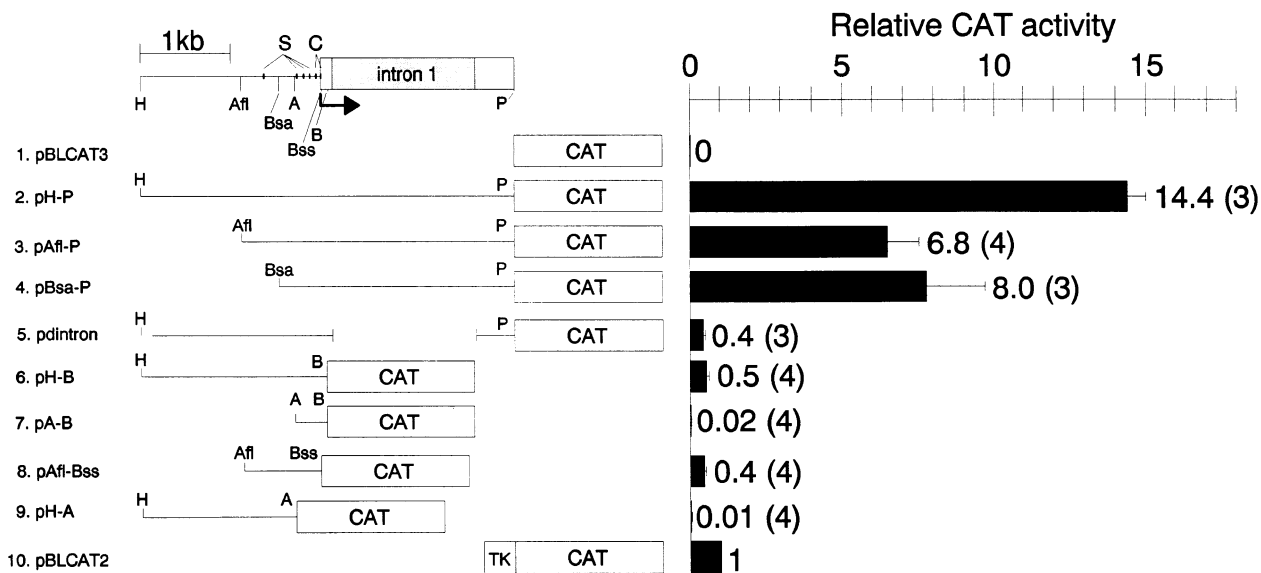 Relative CAT activity
0 5 10 15
1kb
S C
intron 1
H Afl Bsa A Bss B P
1. pBLCAT3 CAT 0
2. pH-P H P CAT 14.4 (3)
3. pAfl-P Afl P CAT 6.8 (4)
4. pBsa-P Bsa P CAT 8.0 (3)
5. pdintron H P CAT 0.4 (3)
6. pH-B H B CAT 0.5 (4)
7. pA-B A B CAT 0.02 (4)
8. pAfl-Bss Afl Bss CAT 0.4 (4)
9. pH-A H A CAT 0.01 (4)
10. pBLCAT2 TK CAT 1